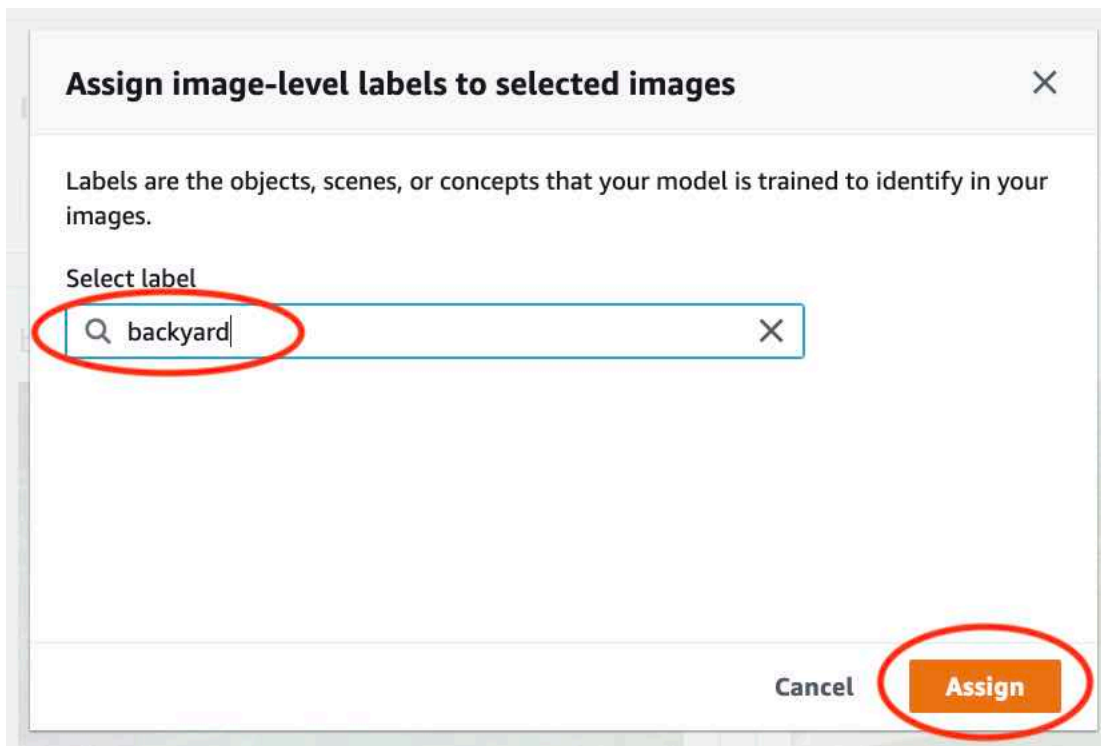 Assign image-level labels to selected images
Labels are the objects, scenes, or concepts that your model is trained to identify in your
images.
Select label
backyard
Cancel
Assign